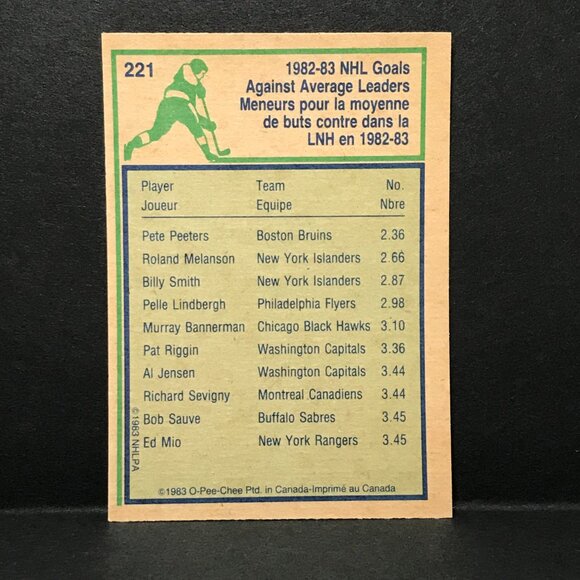 221
1982-83 NHL Goals
Against Average Leaders
Meneurs pour la moyenne
de buts contre dans la
LNH en 1982-83
Player Team No.
Joueur Equipe Nbre
Pete Peeters Boston Bruins 2.36
Roland Melanson New York Islanders 2.66
Billy Smith New York Islanders 2.87
Pelle Lindbergh Philadelphia Flyers 2.98
Murray Bannerman Chicago Black Hawks 3.10
Pat Riggin Washington Capitals 3.36
Al Jensen Washington Capitals 3.44
Richard Sevigny Montreal Canadiens 3.44
Bob Sauve Buffalo Sabres 3.45
Ed Mio New York Rangers 3.45
©1983 NHLPA
©1983 O-Pee-Chee Ptd. in Canada-Imprimé au Canada